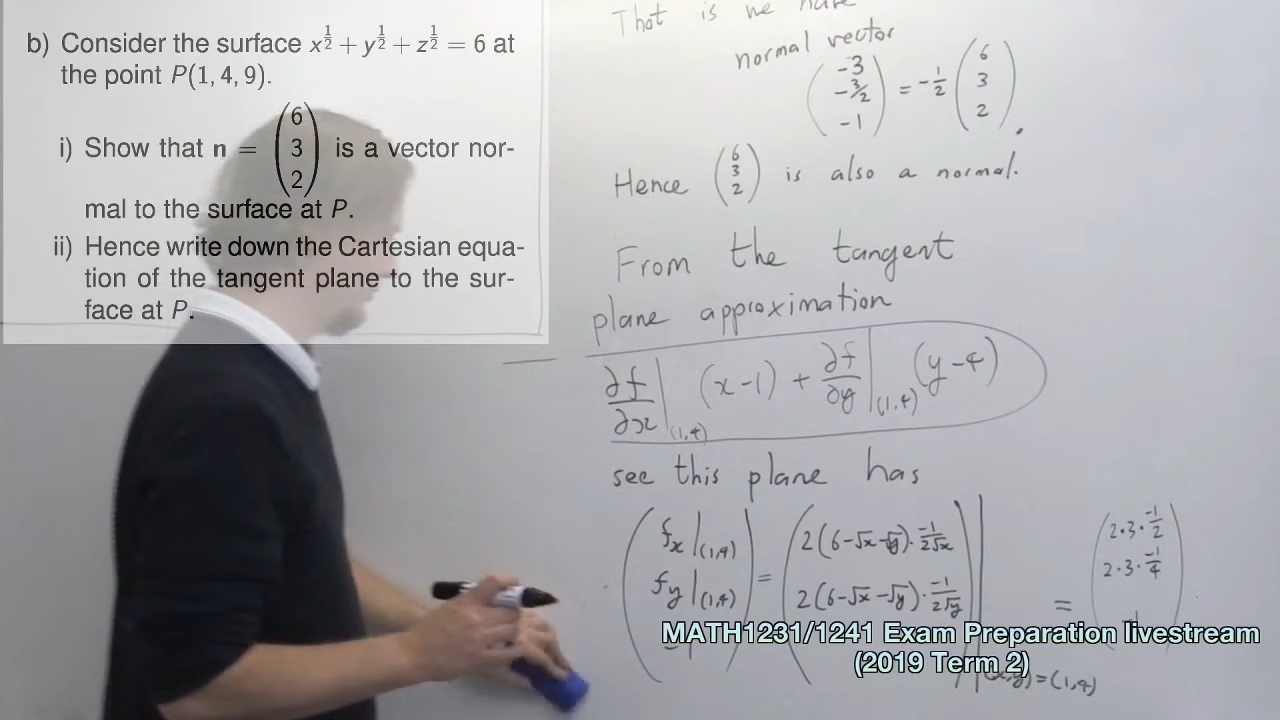 b) Consider the surface x^{1/2} + y^{1/2} + z^{1/2} = 6 at
the point P(1, 4, 9).
i) Show that n = (6 3 2) is a vector nor-
mal to the surface at P.
ii) Hence write down the Cartesian equa-
tion of the tangent plane to the sur-
face at P.
That is we have
normal vector
(-3 -3/2 -1) = -1/2 (6 3 2).
Hence (6 3 2) is also a normal.
From the tangent
plane approximation
∂f/∂x|(1,4) (x-1) + ∂f/∂y|(1,4) (y-4)
see this plane has
(fx|(1,4) fy|(1,4) -1) = (2(6-√x-√y)·-1/2√x 2(6-√x-√y)·-1/2√y)|(x,y)=(1,4) = (2·3·-1/2 2·3·-1/4 -1)
MATH1231/1241 Exam Preparation livestream
(2019 Term 2)